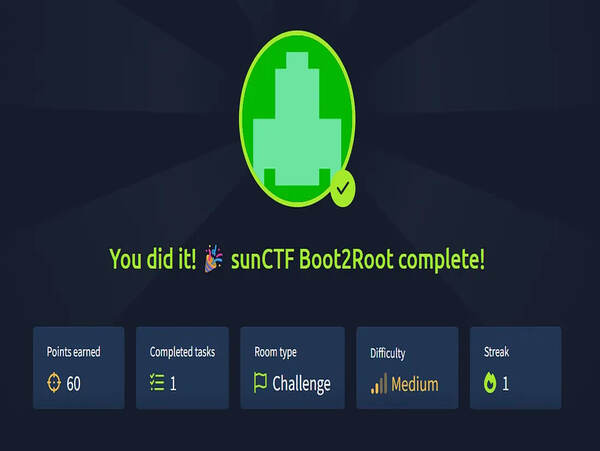 You did it! 🎉 sunCTF Boot2Root complete!
Points earned
60
Completed tasks
1
Room type
Challenge
Difficulty
Medium
Streak
1